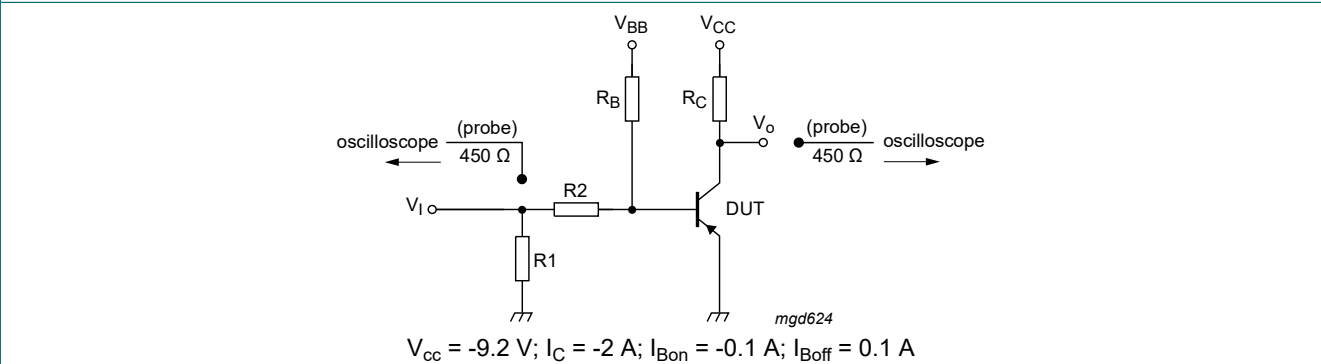 V_BB V_CC
R_B R_C
oscilloscope (probe) 450 Ω
V_o (probe) 450 Ω oscilloscope
V_I R2 DUT
R1
mgd624
V_cc = -9.2 V; I_C = -2 A; I_Bon = -0.1 A; I_Boff = 0.1 A